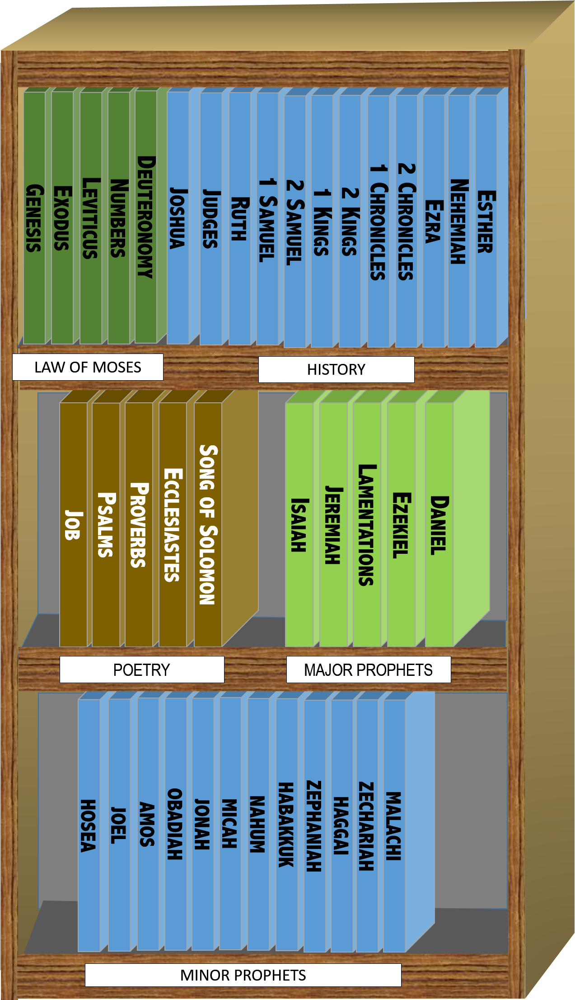 GENESIS
EXODUS
LEVITICUS
NUMBERS
DEUTERONOMY
JOSHUA
JUDGES
RUTH
1 SAMUEL
2 SAMUEL
1 KINGS
2 KINGS
1 CHRONICLES
2 CHRONICLES
EZRA
NEHEMIAH
ESTHER
LAW OF MOSES
HISTORY
JOB
PSALMS
PROVERBS
ECCLESIASTES
SONG OF SOLOMON
ISAIAH
JEREMIAH
LAMENTATIONS
EZEKIEL
DANIEL
POETRY
MAJOR PROPHETS
HOSEA
JOEL
AMOS
OBADIAH
JONAH
MICAH
NAHUM
HABAKKUK
ZEPHANIAH
HAGGAI
ZECHARIAH
MALACHI
MINOR PROPHETS